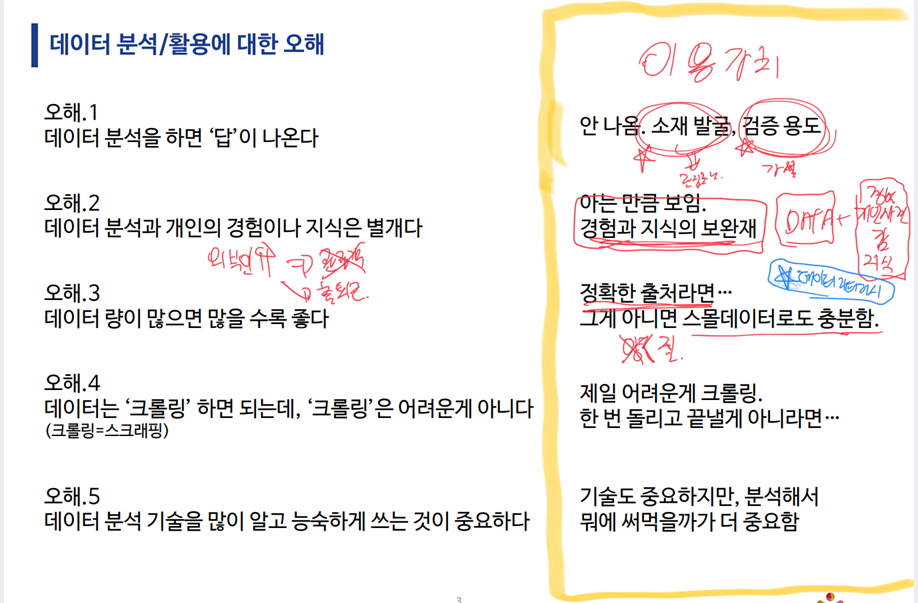 데이터 분석/활용에 대한 오해
이용가치
오해.1
데이터 분석을 하면 ‘답’이 나온다
안 나옴. 소재 발굴, 검증 용도
가설
오해.2
데이터 분석과 개인의 경험이나 지식은 별개다
아는 만큼 보임.
경험과 지식의 보완재
DATA +
경험
감
지식
데이터 리터러시
오해.3
데이터 량이 많으면 많을 수록 좋다
정확한 출처라면…
그게 아니면 스몰데이터로도 충분함.
질.
오해.4
데이터는 ‘크롤링’ 하면 되는데, ‘크롤링’은 어려운게 아니다
(크롤링=스크래핑)
제일 어려운게 크롤링.
한 번 돌리고 끝낼게 아니라면…
오해.5
데이터 분석 기술을 많이 알고 능숙하게 쓰는 것이 중요하다
기술도 중요하지만, 분석해서
뭐에 써먹을까가 더 중요함
3